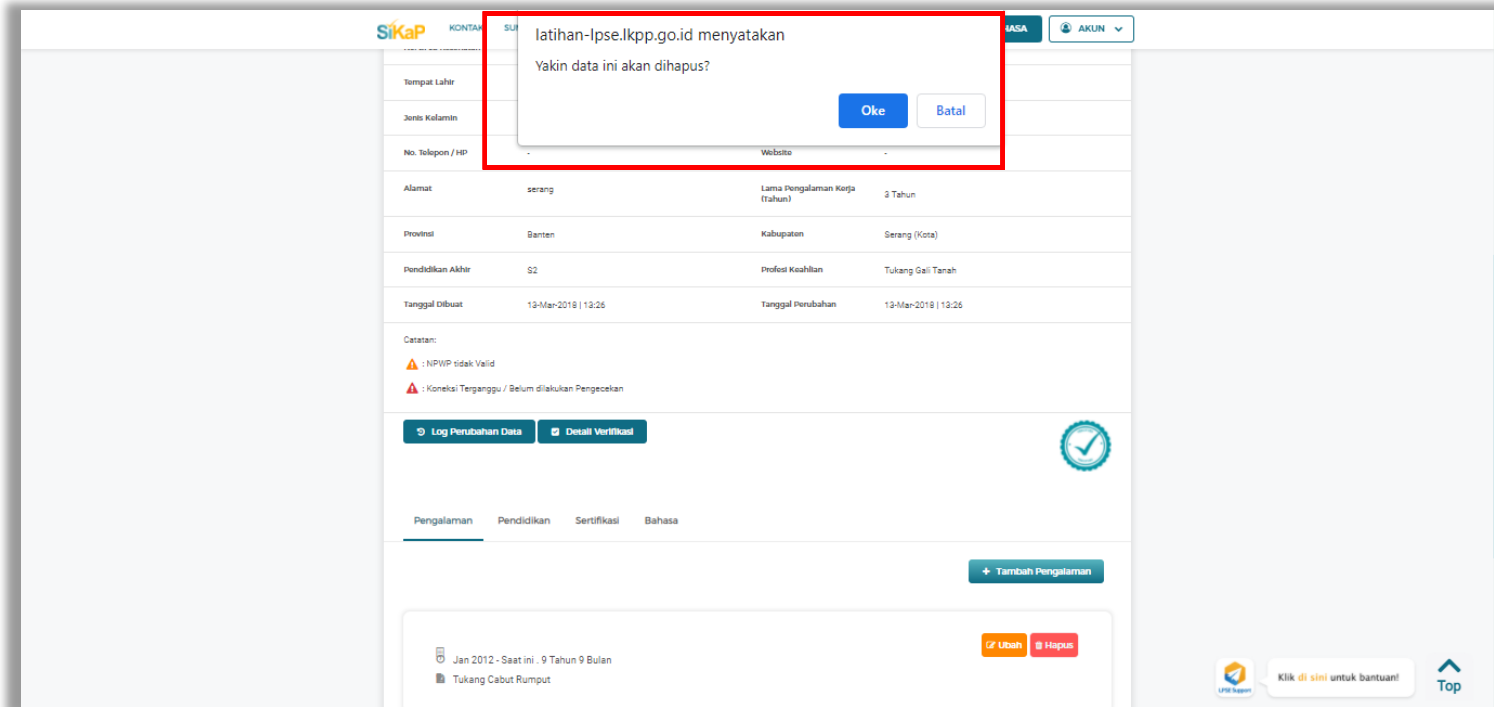 SiKaP KONTAK
latihan-lpse.lkpp.go.id menyatakan
Yakin data ini akan dihapus?
Oke Batal
AKUN
Tempat Lahir
Jenis Kelamin
No. Telepon / HP - Website -
Alamat serang Lama Pengalaman Kerja
(Tahun) 3 Tahun
Provinsi Banten Kabupaten Serang (Kota)
Pendidikan Akhir S2 Profesi Keahlian Tukang Gali Tanah
Tanggal Dibuat 13-Mar-2018 | 13:26 Tanggal Perubahan 13-Mar-2018 | 13:26
Catatan:
: NPWP tidak Valid
: Koneksi Terganggu / Belum dilakukan Pengecekan
Log Perubahan Data Detail Verifikasi
Pengalaman Pendidikan Sertifikasi Bahasa
+ Tambah Pengalaman
Ubah Hapus
Jan 2012 - Saat ini . 9 Tahun 9 Bulan
Tukang Cabut Rumput
LPSE Support
Klik di sini untuk bantuan!
Top